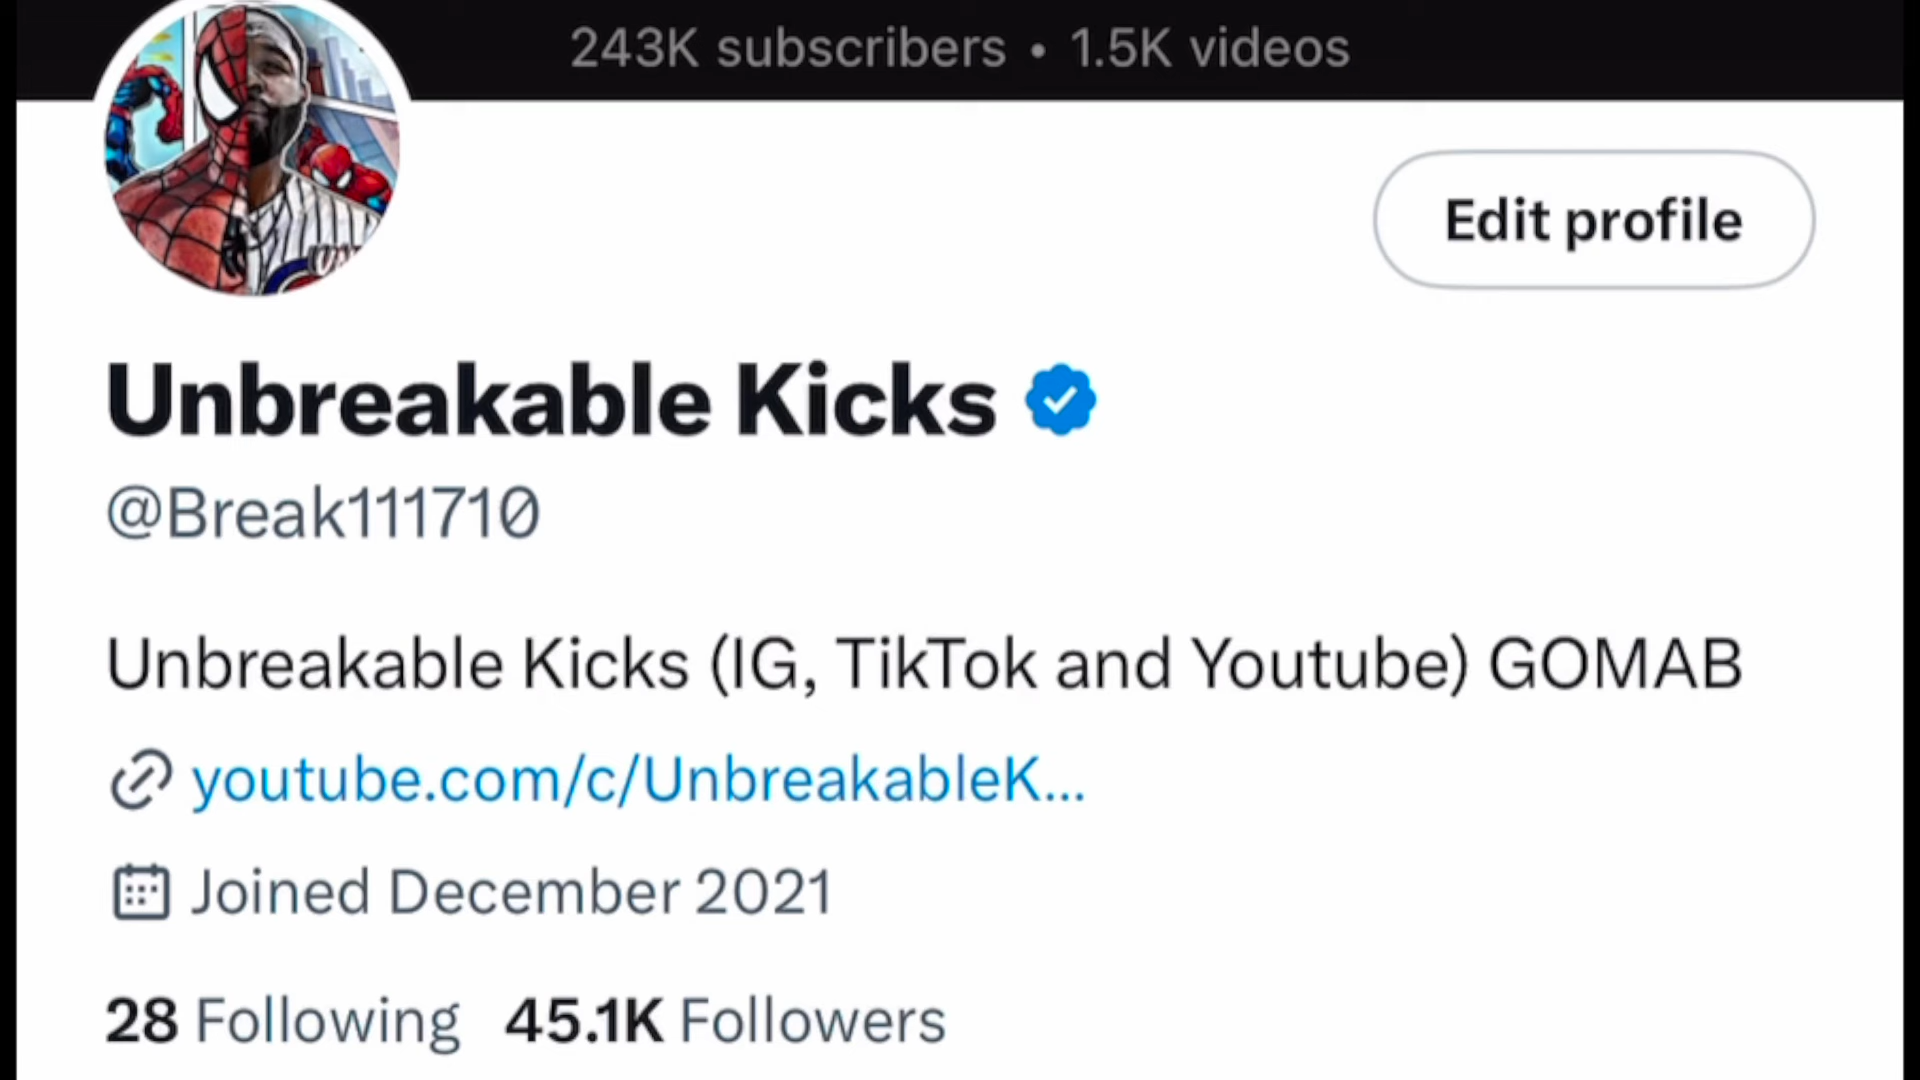 243K subscribers • 1.5K videos
Edit profile
Unbreakable Kicks
@Break111710
Unbreakable Kicks (IG, TikTok and Youtube) GOMAB
youtube.com/c/UnbreakableK...
Joined December 2021
28 Following 45.1K Followers